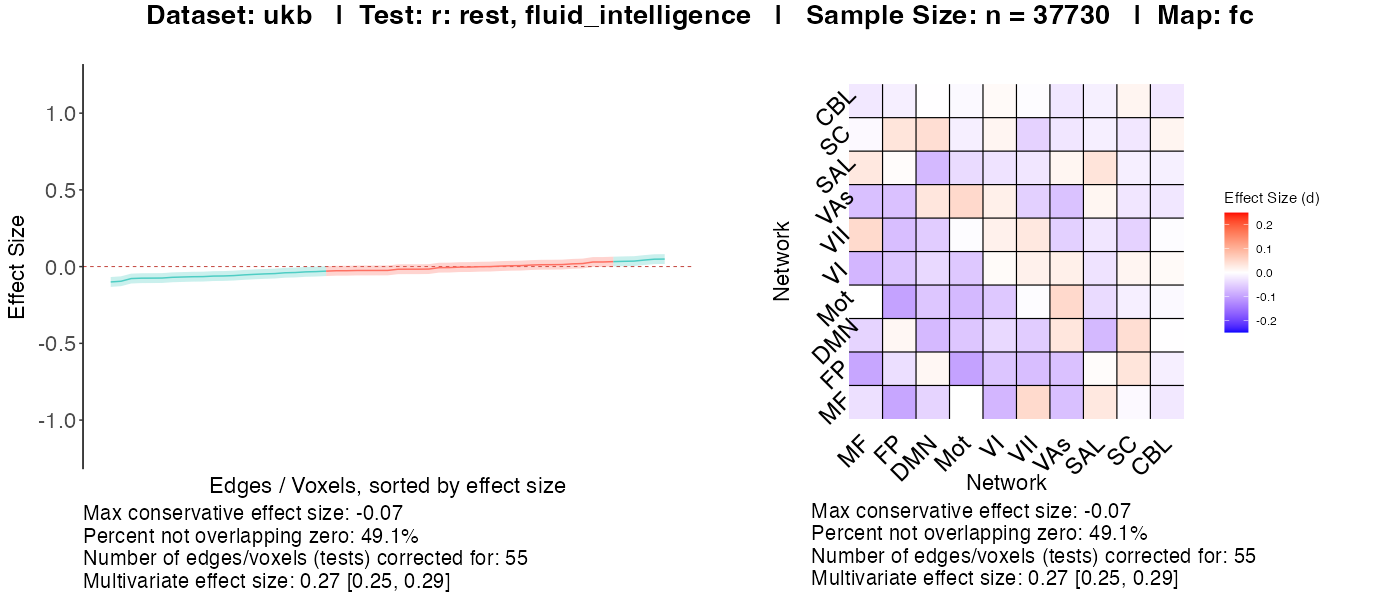 Dataset: ukb | Test: r: rest, fluid_intelligence | Sample Size: n = 37730 | Map: fc
Effect Size
1.0
0.5
0.0
-0.5
-1.0
Edges / Voxels, sorted by effect size
Max conservative effect size: -0.07
Percent not overlapping zero: 49.1%
Number of edges/voxels (tests) corrected for: 55
Multivariate effect size: 0.27 [0.25, 0.29]
Network
CBL
SC
SAL
VAs
VII
VI
Mot
DMN
FP
MF
MF FP DMN Mot VI VII VAs SAL SC CBL
Network
Max conservative effect size: -0.07
Percent not overlapping zero: 49.1%
Number of edges/voxels (tests) corrected for: 55
Multivariate effect size: 0.27 [0.25, 0.29]
Effect Size (d)
0.2
0.1
0.0
-0.1
-0.2